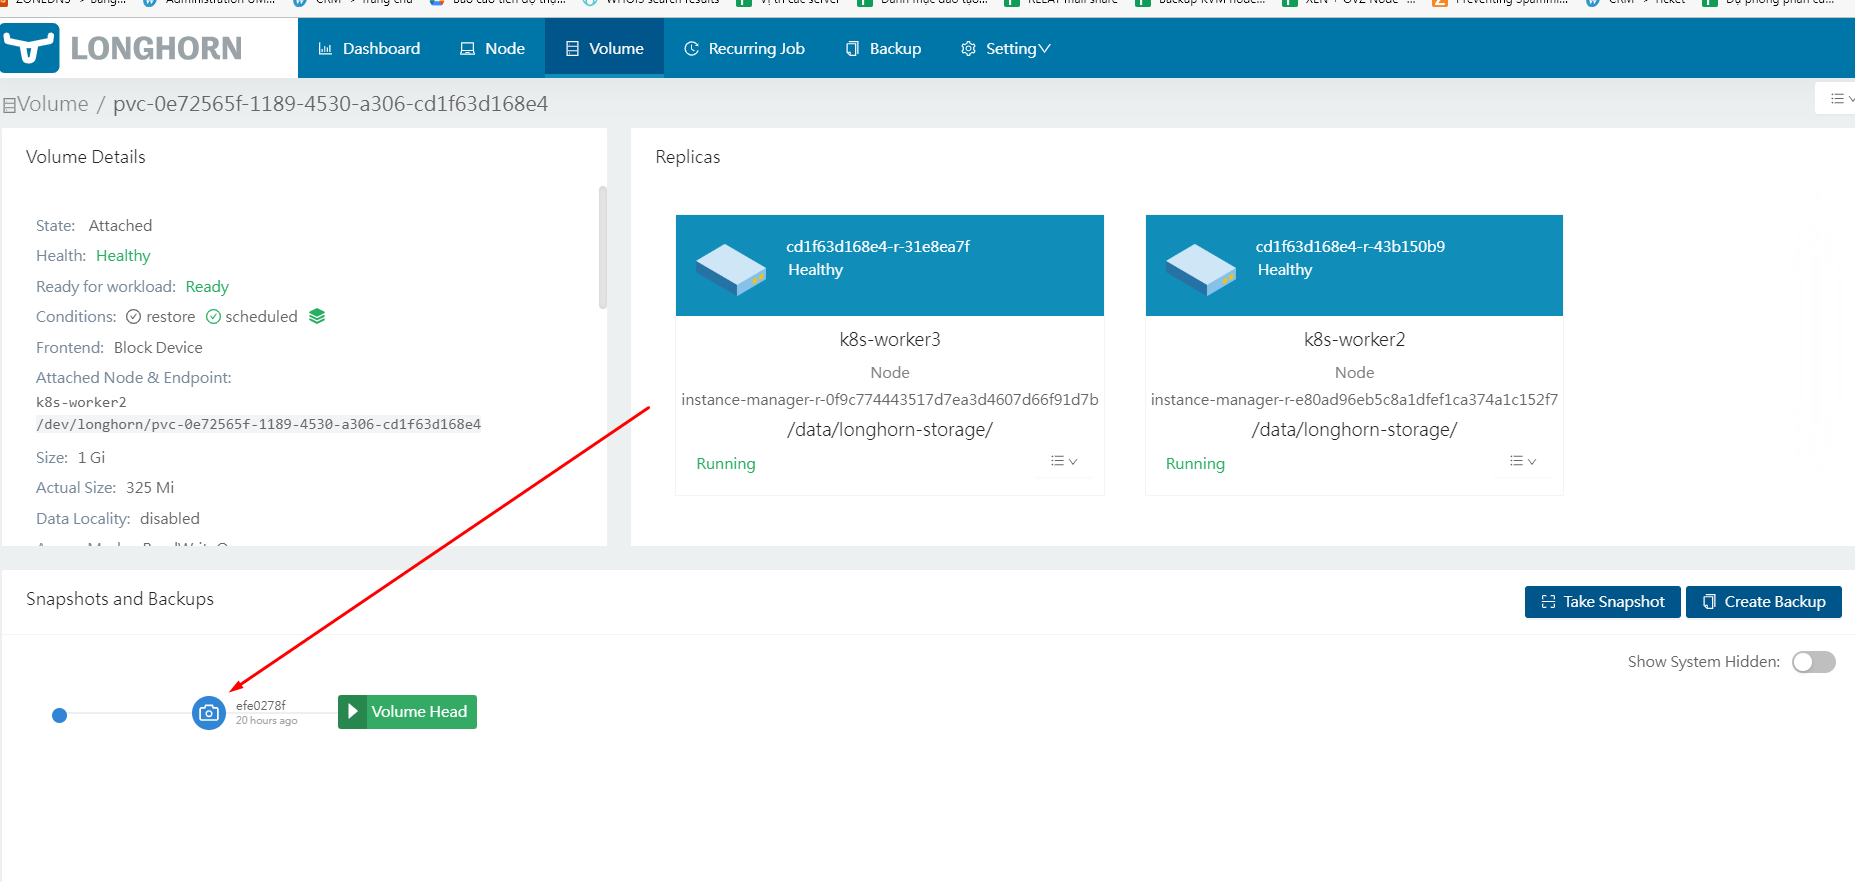 WHOIS search results
LONGHORN
Dashboard
Node
Volume
Recurring Job
Backup
Setting
Volume / pvc-0e72565f-1189-4530-a306-cd1f63d168e4
Volume Details
State: Attached
Health: Healthy
Ready for workload: Ready
Conditions: restore scheduled
Frontend: Block Device
Attached Node & Endpoint:
k8s-worker2
/dev/longhorn/pvc-0e72565f-1189-4530-a306-cd1f63d168e4
Size: 1 Gi
Actual Size: 325 Mi
Data Locality: disabled
Replicas
cd1f63d168e4-r-31e8ea7f
Healthy
k8s-worker3
Node
instance-manager-r-0f9c774443517d7ea3d4607d66f91d7b
/data/longhorn-storage/
Running
cd1f63d168e4-r-43b150b9
Healthy
k8s-worker2
Node
instance-manager-r-e80ad96eb5c8a1dfef1ca374a1c152f7
/data/longhorn-storage/
Running
Snapshots and Backups
Take Snapshot
Create Backup
Show System Hidden:
efe0278f
20 hours ago
Volume Head